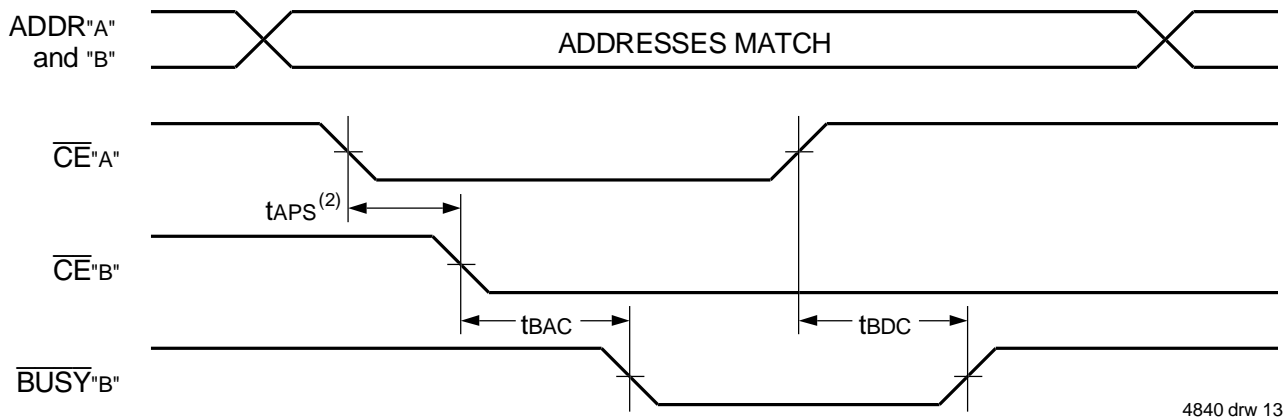 ADDR"A"
and "B"
ADDRESSES MATCH
CE"A"
tAPS(2)
CE"B"
tBAC
tBDC
BUSY"B"
4840 drw 13